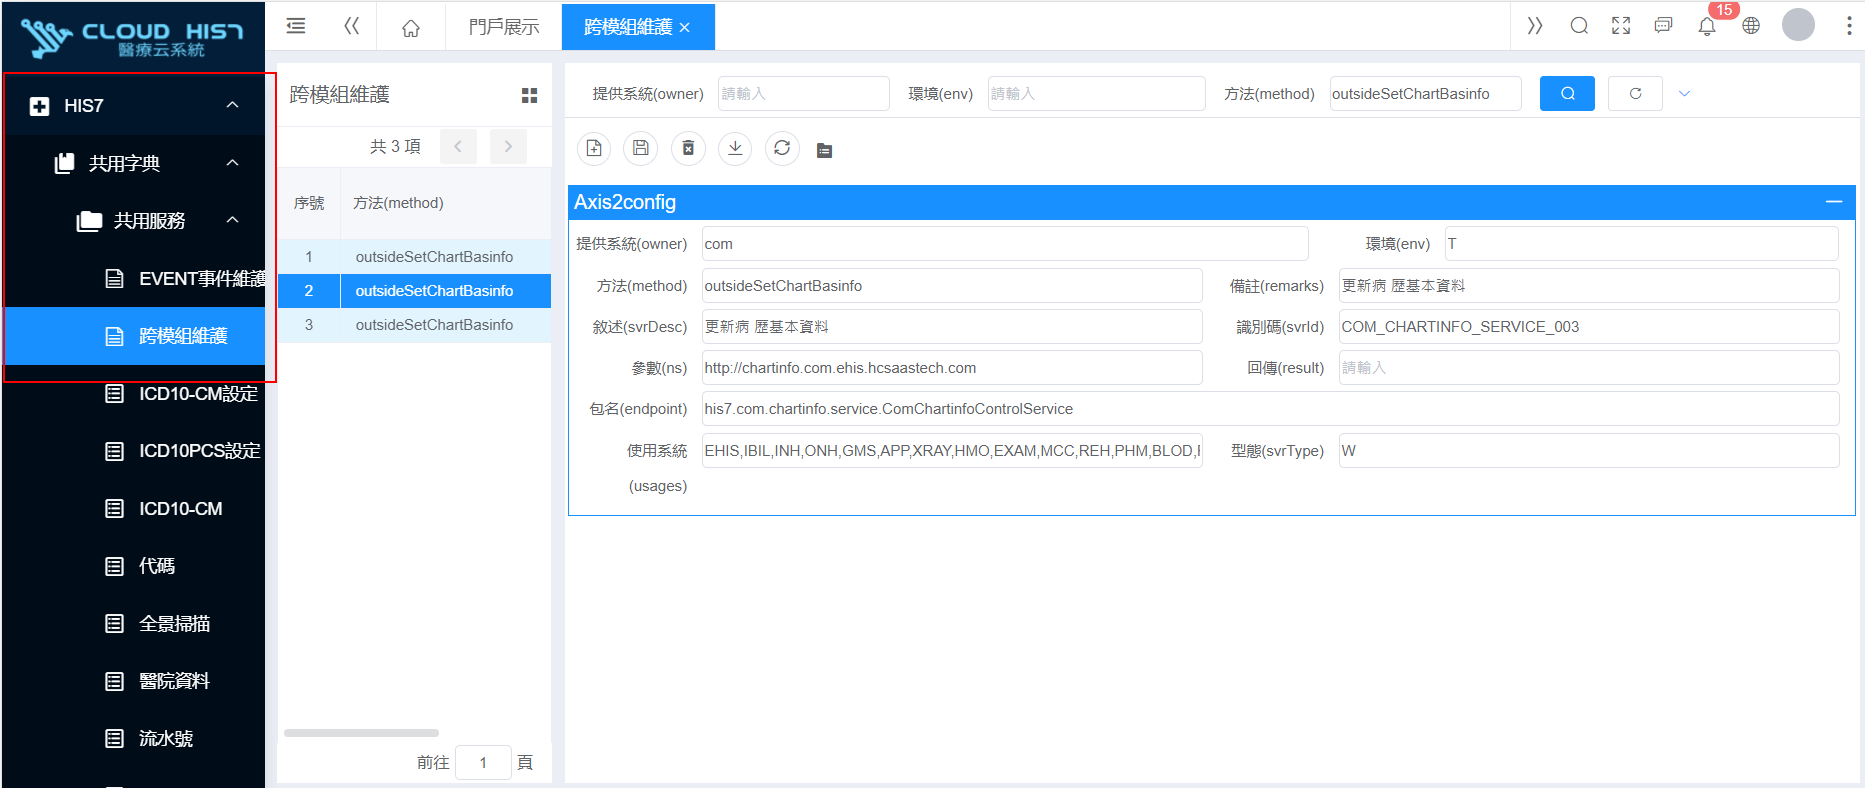 CLOUD HIS7
醫療云系統
HIS7
共用字典
共用服務
EVENT事件維護
跨模組維護
ICD10-CM設定
ICD10PCS設定
ICD10-CM
代碼
全景掃描
醫院資料
流水號
門戶展示
跨模組維護
15
跨模組維護
共 3 項
序號 方法(method)
1 outsideSetChartBasinfo
2 outsideSetChartBasinfo
3 outsideSetChartBasinfo
前往 1 頁
提供系統(owner) 請輸入 環境(env) 請輸入 方法(method) outsideSetChartBasinfo
Axis2config
提供系統(owner) com 環境(env) T
方法(method) outsideSetChartBasinfo 備註(remarks) 更新病 歷基本資料
敘述(svrDesc) 更新病 歷基本資料 識別碼(svrId) COM_CHARTINFO_SERVICE_003
參數(ns) http://chartinfo.com.ehis.hcsaastech.com 回傳(result) 請輸入
包名(endpoint) his7.com.chartinfo.service.ComChartinfoControlService
使用系統 EHIS,IBIL,INH,ONH,GMS,APP,XRAY,HMO,EXAM,MCC,REH,PHM,BLOD, 型態(svrType) W
(usages)